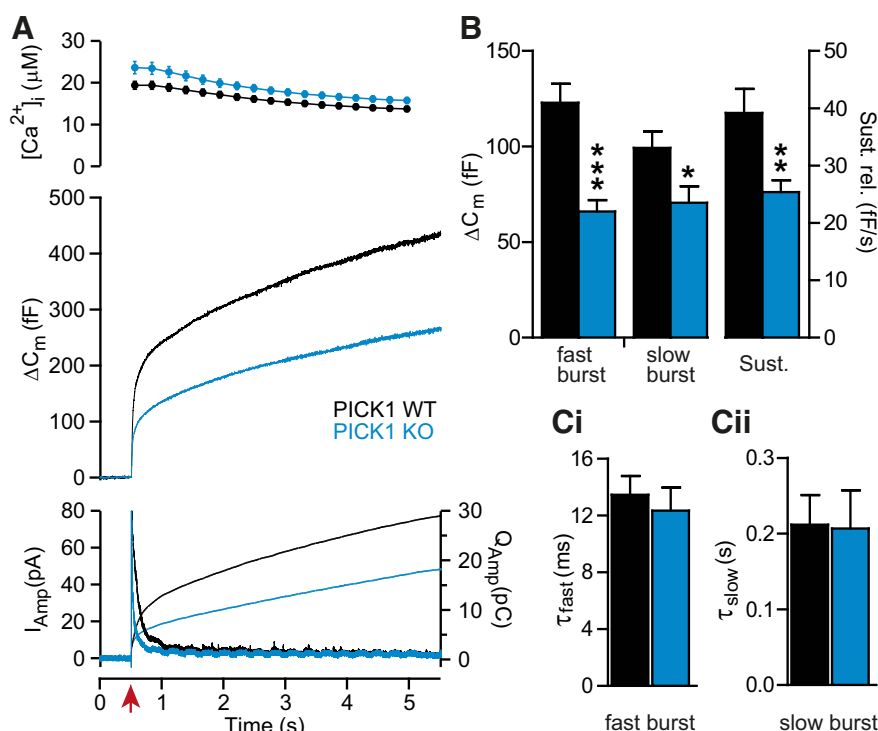 A
[Ca2+]i (µM)
30
20
10
0
ΔCm (fF)
500
400
300
200
100
0
PICK1 WT
PICK1 KO
IAmp(pA)
80
60
40
20
0
30
20
10
0
QAmp(pC)
0 1 2 3 4 5
Time (s)
B
ΔCm (fF)
150
100
50
0
***
*
**
50
40
30
20
10
0
Sust. rel. (fF/s)
fast burst
slow burst
Sust.
Ci
τfast (ms)
16
12
8
4
0
fast burst
Cii
τslow (s)
0.3
0.2
0.1
0.0
slow burst